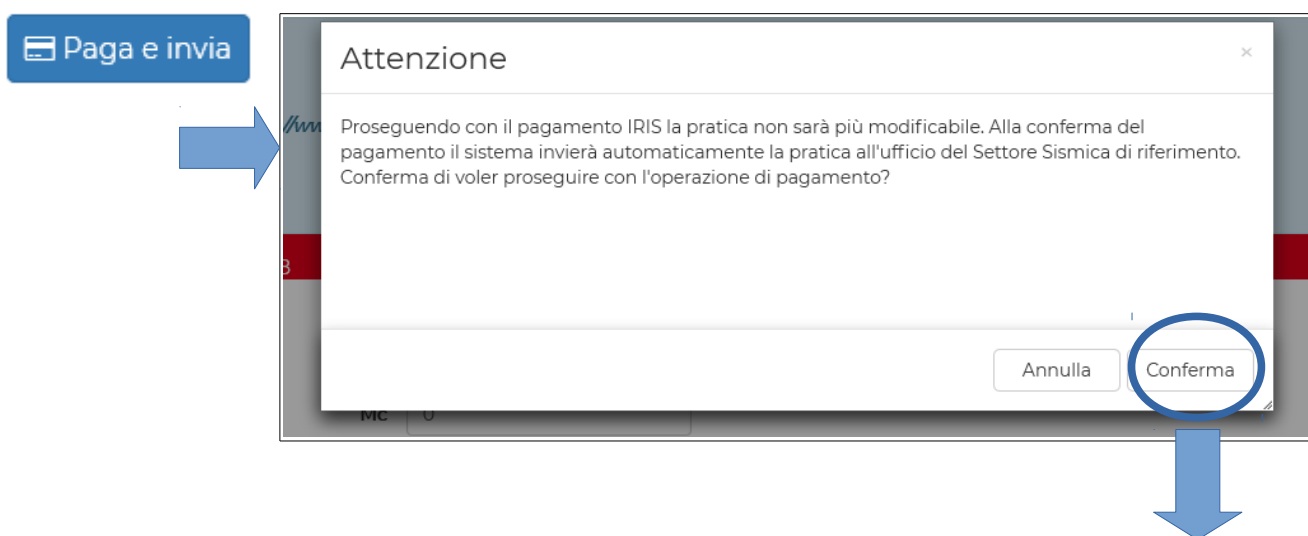 Paga e invia
Attenzione
×
//ww
Proseguendo con il pagamento IRIS la pratica non sarà più modificabile. Alla conferma del
pagamento il sistema invierà automaticamente la pratica all'ufficio del Settore Sismica di riferimento.
Conferma di voler proseguire con l'operazione di pagamento?
Annulla
Conferma
Mc 0